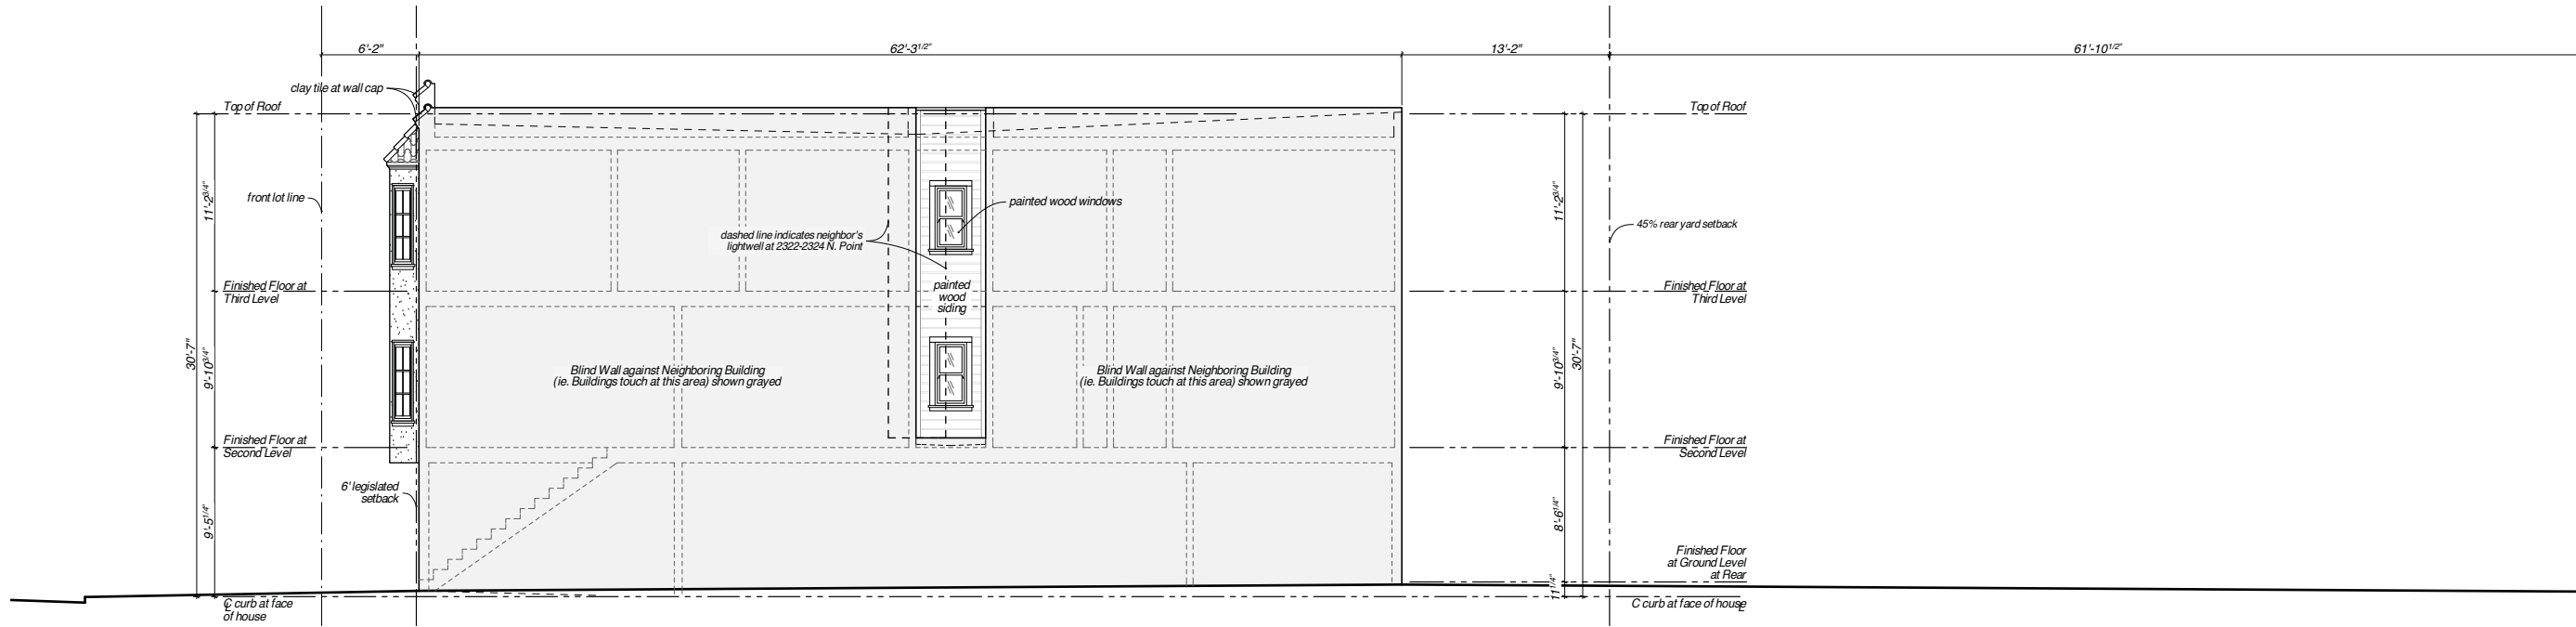 6'-2"
62'-3 1/2"
13'-2"
61'-10 1/2"
clay tile at wall cap
Top of Roof
Top of Roof
front lot line
11'-2 3/4"
painted wood windows
11'-2 3/4"
dashed line indicates neighbor's
lightwell at 2322-2324 N. Point
45% rear yard setback
Finished Floor at
Third Level
painted
wood
siding
Finished Floor at
Third Level
30'-7"
9'-10 3/4"
Blind Wall against Neighboring Building
(ie. Buildings touch at this area) shown grayed
Blind Wall against Neighboring Building
(ie. Buildings touch at this area) shown grayed
9'-10 3/4"
30'-7"
Finished Floor at
Second Level
Finished Floor at
Second Level
6' legislated
setback
9'-5 1/4"
8'-6 1/4"
Finished Floor
at Ground Level
at Rear
11 1/4"
C curb at face
of house
C curb at face of house